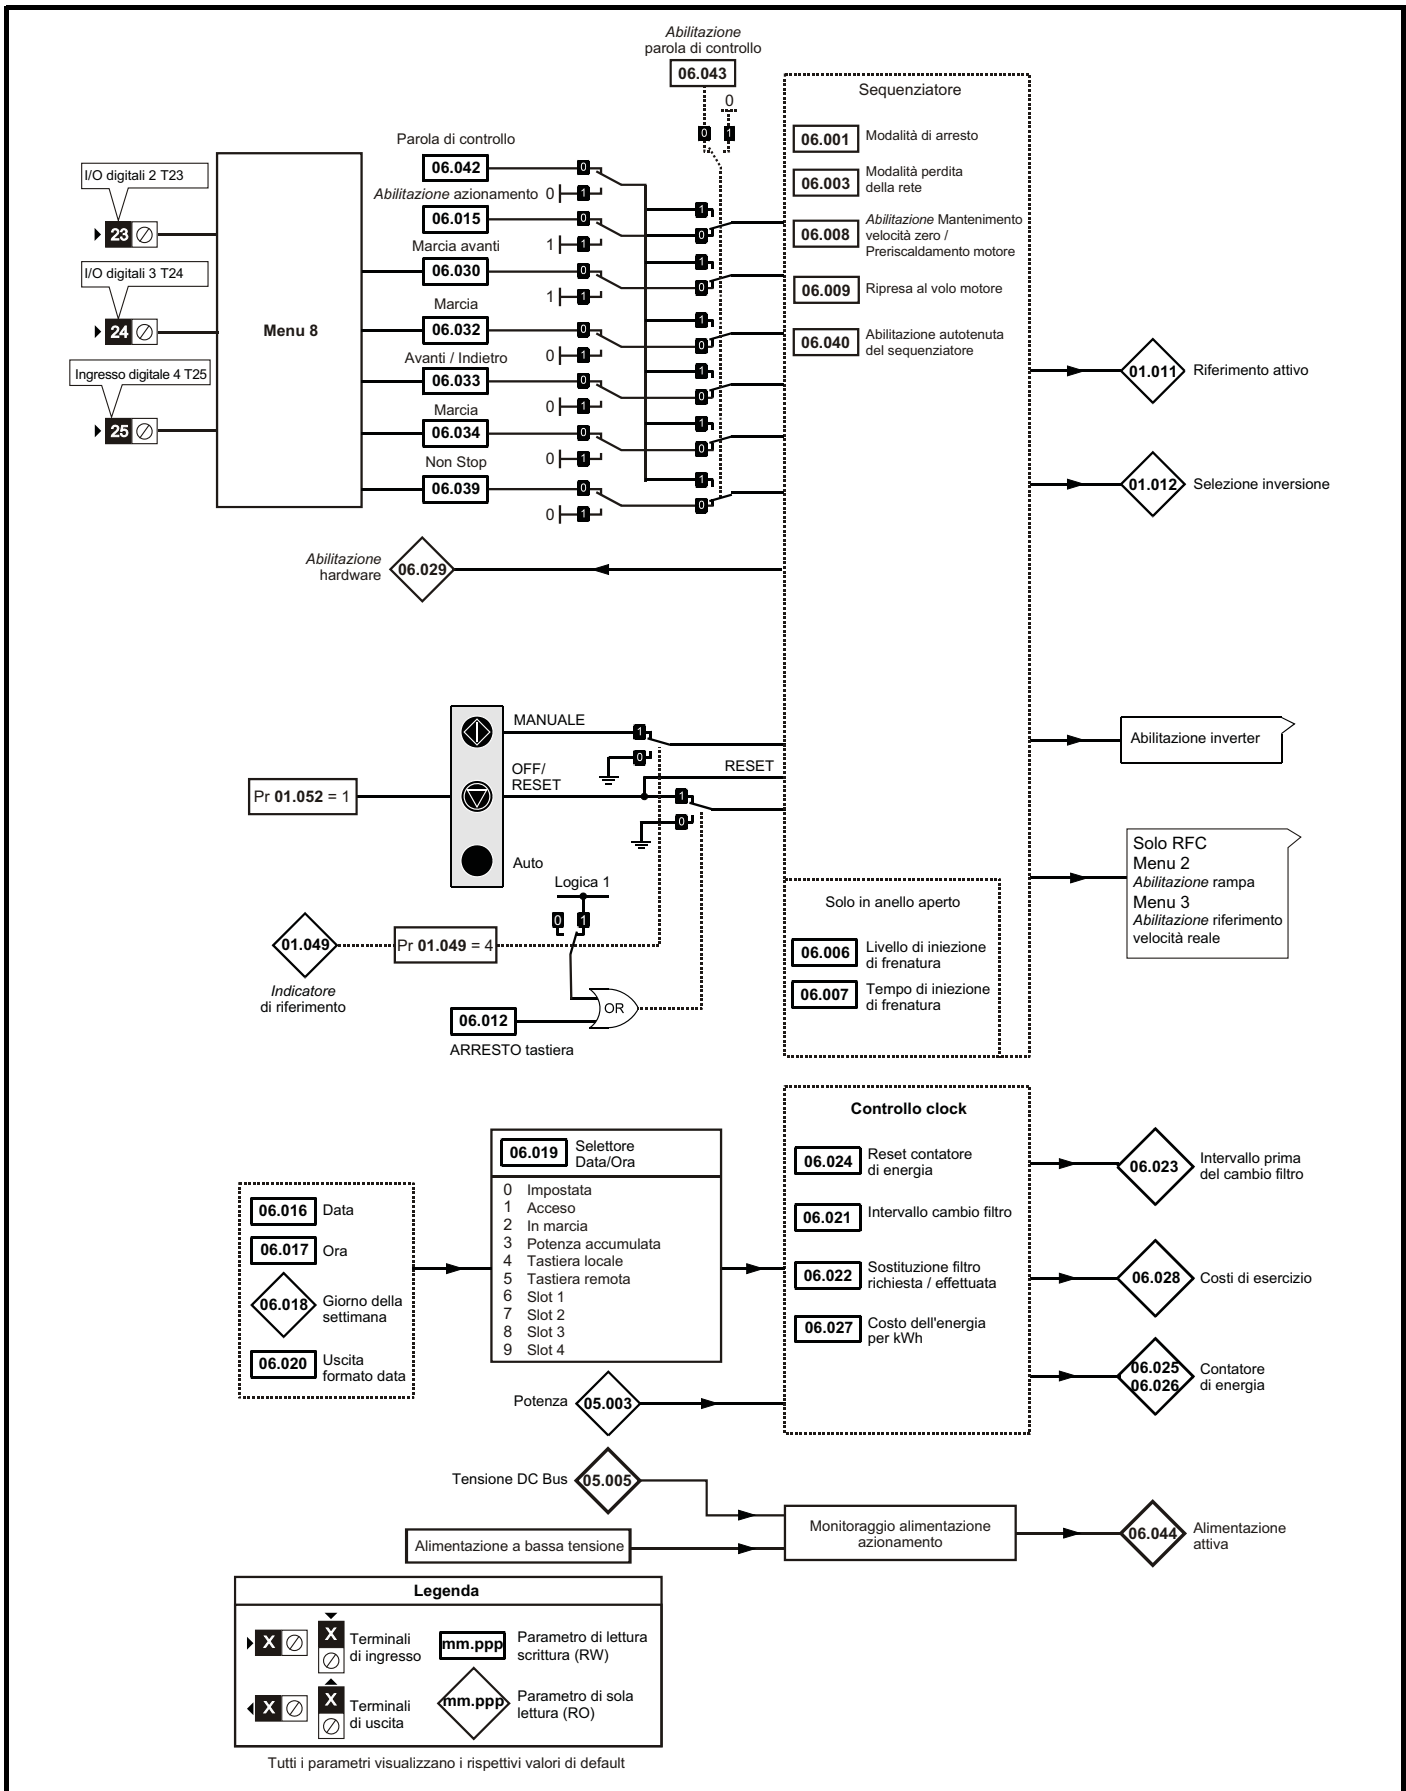 Abilitazione
parola di controllo
06.043
0
0 1
Sequenziatore
06.001 Modalità di arresto
06.003 Modalità perdita
della rete
06.008 Abilitazione Mantenimento
velocità zero /
Preriscaldamento motore
06.009 Ripresa al volo motore
06.040 Abilitazione autotenuta
del sequenziatore
Parola di controllo
06.042 0
0 1
Abilitazione azionamento
06.015 0
1 1
Marcia avanti
06.030 0
1 1
Marcia
06.032 0
0 1
Avanti / Indietro
06.033 0
0 1
Marcia
06.034 0
0 1
Non Stop
06.039 0
0 1
1
0
1
0
1
0
1
0
1
0
1
0
I/O digitali 2 T23
23
I/O digitali 3 T24
24
Ingresso digitale 4 T25
25
Menu 8
01.011 Riferimento attivo
01.012 Selezione inversione
Abilitazione
hardware
06.029
MANUALE
1
0
OFF/
RESET
RESET
1
0
Auto
Pr 01.052 = 1
Logica 1
0 1
01.049
Pr 01.049 = 4
Indicatore
di riferimento
OR
06.012
ARRESTO tastiera
Abilitazione inverter
Solo RFC
Menu 2
Abilitazione rampa
Menu 3
Abilitazione riferimento
velocità reale
Solo in anello aperto
06.006 Livello di iniezione
di frenatura
06.007 Tempo di iniezione
di frenatura
Controllo clock
06.024 Reset contatore
di energia
06.021 Intervallo cambio filtro
06.022 Sostituzione filtro
richiesta / effettuata
06.027 Costo dell'energia
per kWh
06.019 Selettore
Data/Ora
0 Impostata
1 Acceso
2 In marcia
3 Potenza accumulata
4 Tastiera locale
5 Tastiera remota
6 Slot 1
7 Slot 2
8 Slot 3
9 Slot 4
06.016 Data
06.017 Ora
06.018 Giorno della
settimana
06.020 Uscita
formato data
06.023 Intervallo prima
del cambio filtro
06.028 Costi di esercizio
06.025
06.026
Contatore
di energia
Potenza 05.003
Tensione DC Bus 05.005
Alimentazione a bassa tensione
Monitoraggio alimentazione
azionamento
06.044 Alimentazione
attiva
Legenda
X X Terminali
di ingresso
mm.ppp Parametro di lettura
scrittura (RW)
X X Terminali
di uscita
mm.ppp Parametro di sola
lettura (RO)
Tutti i parametri visualizzano i rispettivi valori di default